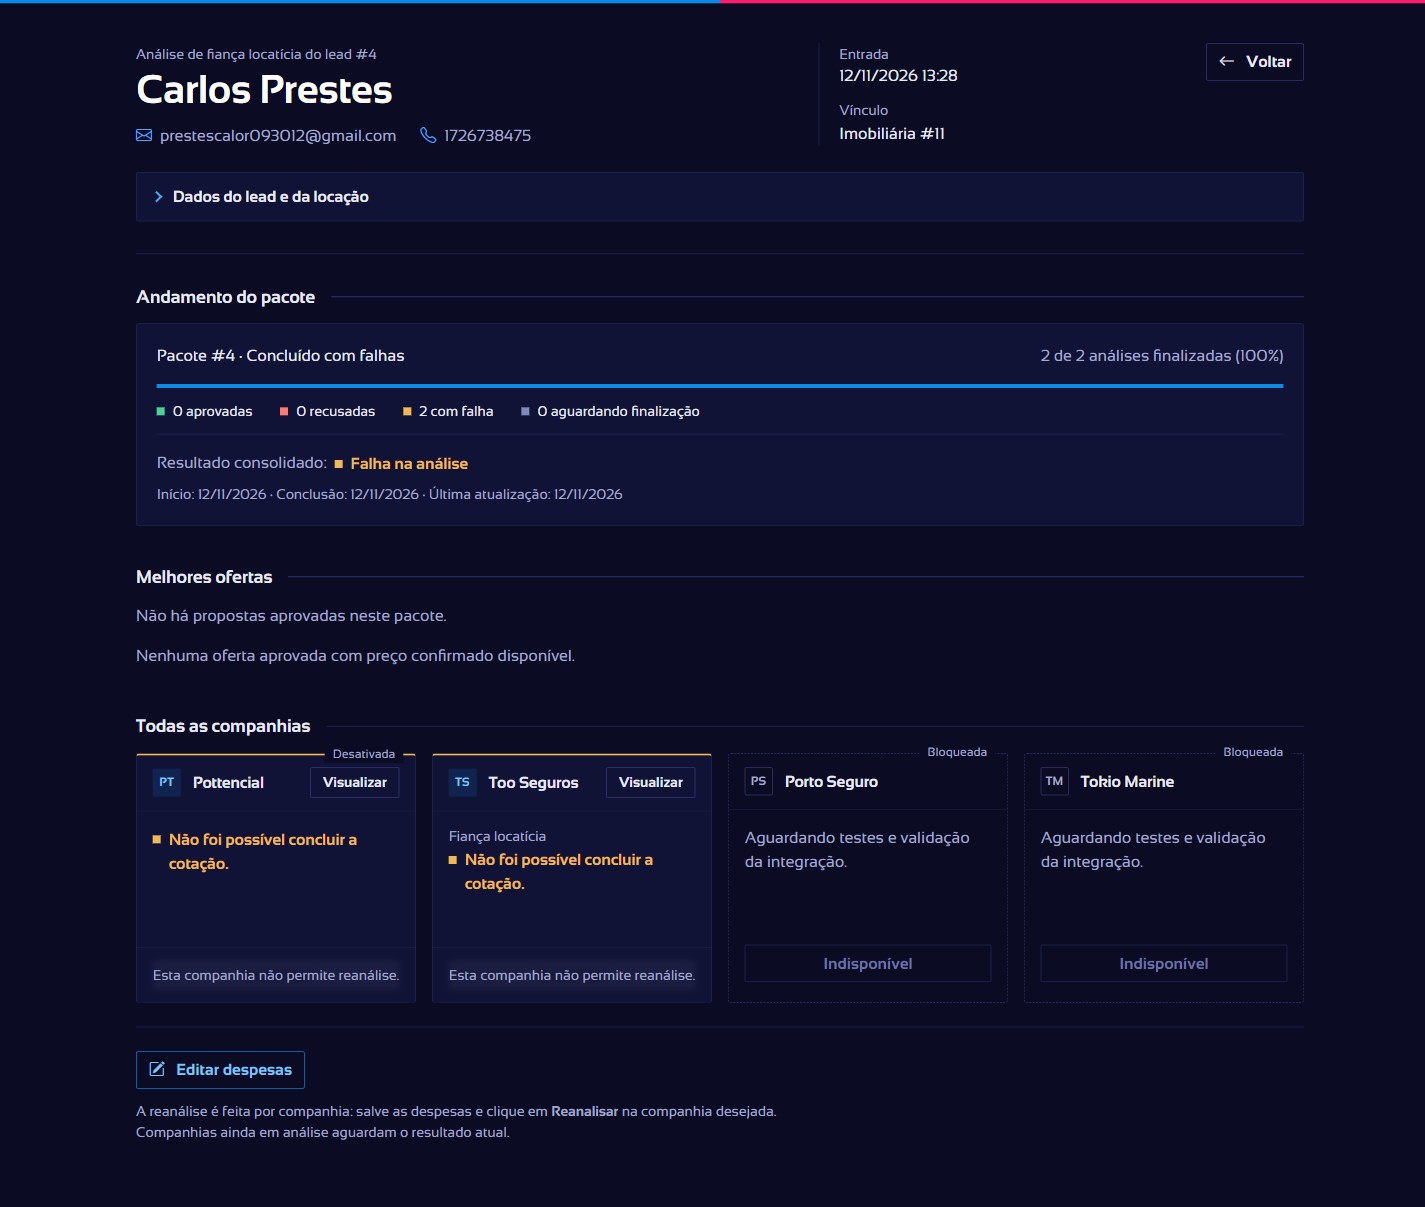 Análise de fiança locatícia do lead #4
Carlos Prestes
prestescalor093012@gmail.com 1726738475
Entrada
12/11/2026 13:28
Vínculo
Imobiliária #11
Voltar
Dados do lead e da locação
Andamento do pacote
Pacote #4 · Concluído com falhas
2 de 2 análises finalizadas (100%)
0 aprovadas 0 recusadas 2 com falha 0 aguardando finalização
Resultado consolidado: Falha na análise
Início: 12/11/2026 · Conclusão: 12/11/2026 · Última atualização: 12/11/2026
Melhores ofertas
Não há propostas aprovadas neste pacote.
Nenhuma oferta aprovada com preço confirmado disponível.
Todas as companhias
Desativada
PT Pottencial Visualizar
Não foi possível concluir a
cotação.
Esta companhia não permite reanálise.
TS Too Seguros Visualizar
Fiança locatícia
Não foi possível concluir a
cotação.
Esta companhia não permite reanálise.
Bloqueada
PS Porto Seguro
Aguardando testes e validação
da integração.
Indisponível
Bloqueada
TM Tokio Marine
Aguardando testes e validação
da integração.
Indisponível
Editar despesas
A reanálise é feita por companhia: salve as despesas e clique em Reanalisar na companhia desejada.
Companhias ainda em análise aguardam o resultado atual.